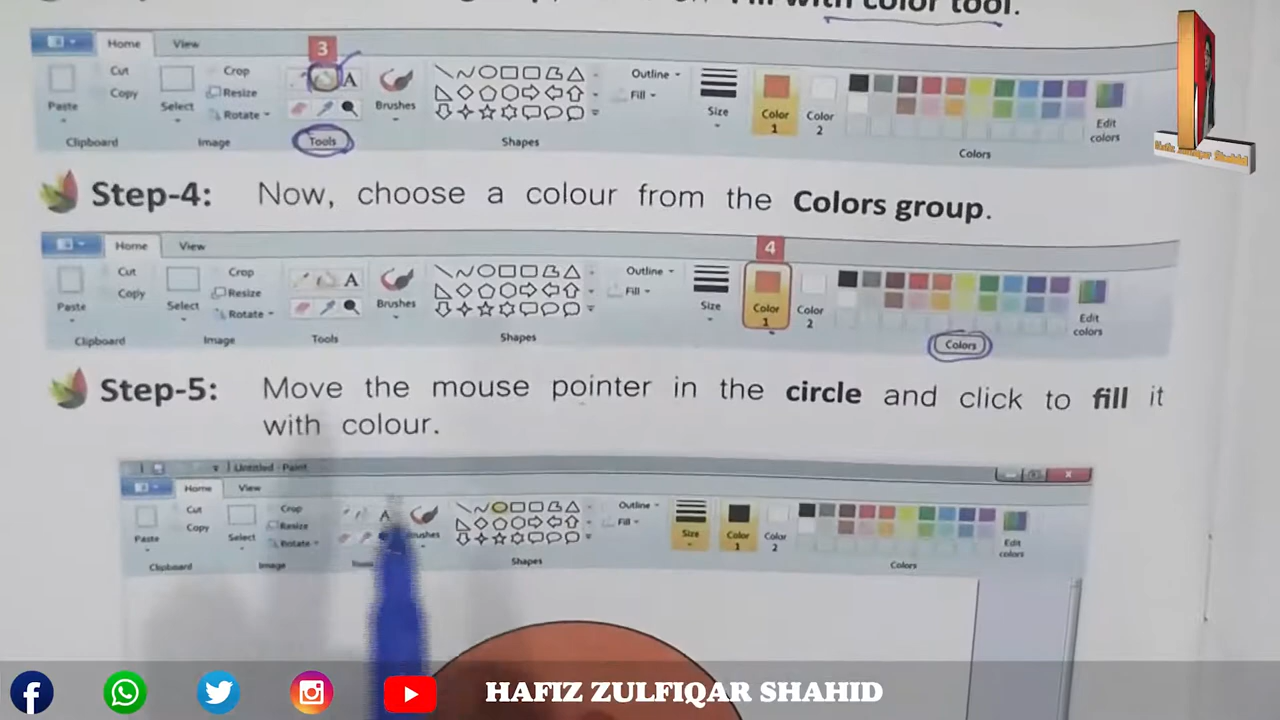 Fill with color tool.
Home View
3
Cut
Copy
Paste
Clipboard
Select
Crop
Resize
Rotate
Image
A
Tools
Brushes
Shapes
Outline
Fill
Size
Color 1
Color 2
Edit colors
Colors
Step-4: Now, choose a colour from the Colors group.
Home View
4
Cut
Copy
Paste
Clipboard
Select
Crop
Resize
Rotate
Image
A
Tools
Brushes
Shapes
Outline
Fill
Size
Color 1
Color 2
Edit colors
Colors
Step-5: Move the mouse pointer in the circle and click to fill it
with colour.
Untitled - Paint
Home View
Cut
Copy
Paste
Clipboard
Select
Crop
Resize
Rotate
Image
A
Shapes
Outline
Fill
Size
Color 1
Color 2
Edit colors
Colors
HAFIZ ZULFIQAR SHAHID